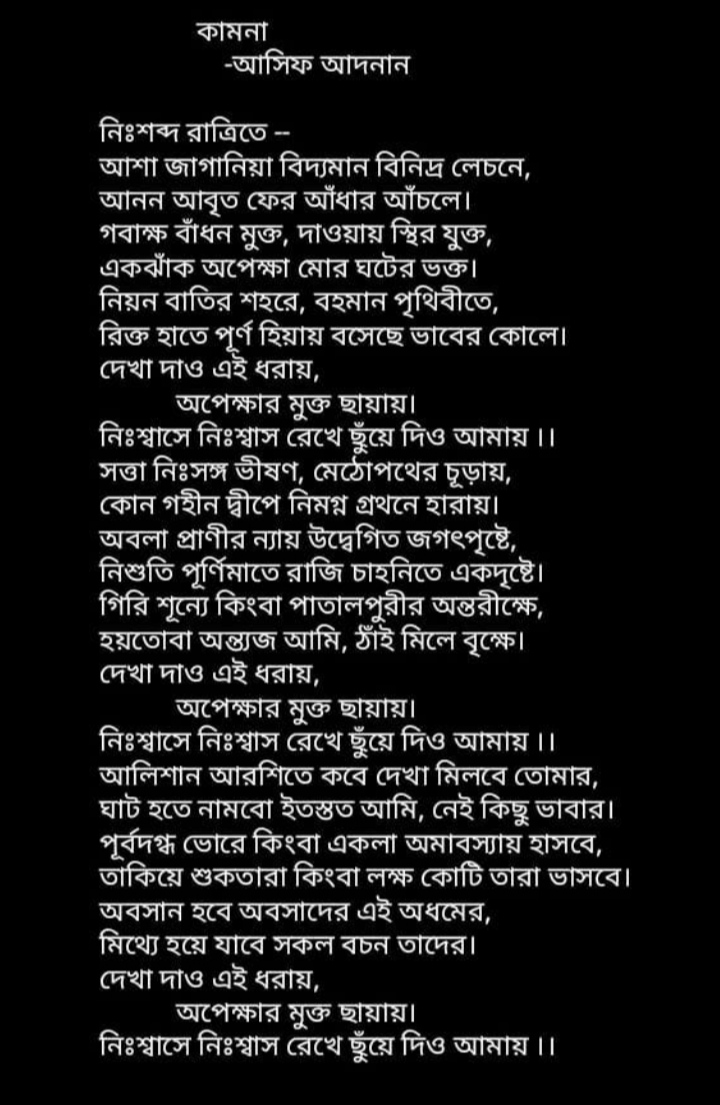 কামনা
-আসিফ আদনান
নিঃশব্দ রাত্রিতে --
আশা জাগানিয়া বিদ্যমান বিনিদ্র লেচনে,
আনন আবৃত ফের আঁধার আঁচলে।
গবাক্ষ বাঁধন মুক্ত, দাওয়ায় স্থির যুক্ত,
একঝাঁক অপেক্ষা মোর ঘটের ভক্ত।
নিয়ন বাতির শহরে, বহমান পৃথিবীতে,
রিক্ত হাতে পূর্ণ হিয়ায় বসেছে ভাবের কোলে।
দেখা দাও এই ধরায়,
অপেক্ষার মুক্ত ছায়ায়।
নিঃশ্বাসে নিঃশ্বাস রেখে ছুঁয়ে দিও আমায় ।।
সত্তা নিঃসঙ্গ ভীষণ, মেঠোপথের চূড়ায়,
কোন গহীন দ্বীপে নিমগ্ন গ্রথনে হারায়।
অবলা প্রাণীর ন্যায় উদ্বেগিত জগৎপৃষ্টে,
নিশুতি পূর্ণিমাতে রাজি চাহনিতে একদৃষ্টে।
গিরি শূন্যে কিংবা পাতালপুরীর অন্তরীক্ষে,
হয়তোবা অন্ত্যজ আমি, ঠাঁই মিলে বৃক্ষে।
দেখা দাও এই ধরায়,
অপেক্ষার মুক্ত ছায়ায়।
নিঃশ্বাসে নিঃশ্বাস রেখে ছুঁয়ে দিও আমায় ।।
আলিশান আরশিতে কবে দেখা মিলবে তোমার,
ঘাট হতে নামবো ইতস্তত আমি, নেই কিছু ভাবার।
পূর্বদগ্ধ ভোরে কিংবা একলা অমাবস্যায় হাসবে,
তাকিয়ে শুকতারা কিংবা লক্ষ কোটি তারা ভাসবে।
অবসান হবে অবসাদের এই অধমের,
মিথ্যে হয়ে যাবে সকল বচন তাদের।
দেখা দাও এই ধরায়,
অপেক্ষার মুক্ত ছায়ায়।
নিঃশ্বাসে নিঃশ্বাস রেখে ছুঁয়ে দিও আমায় ।।